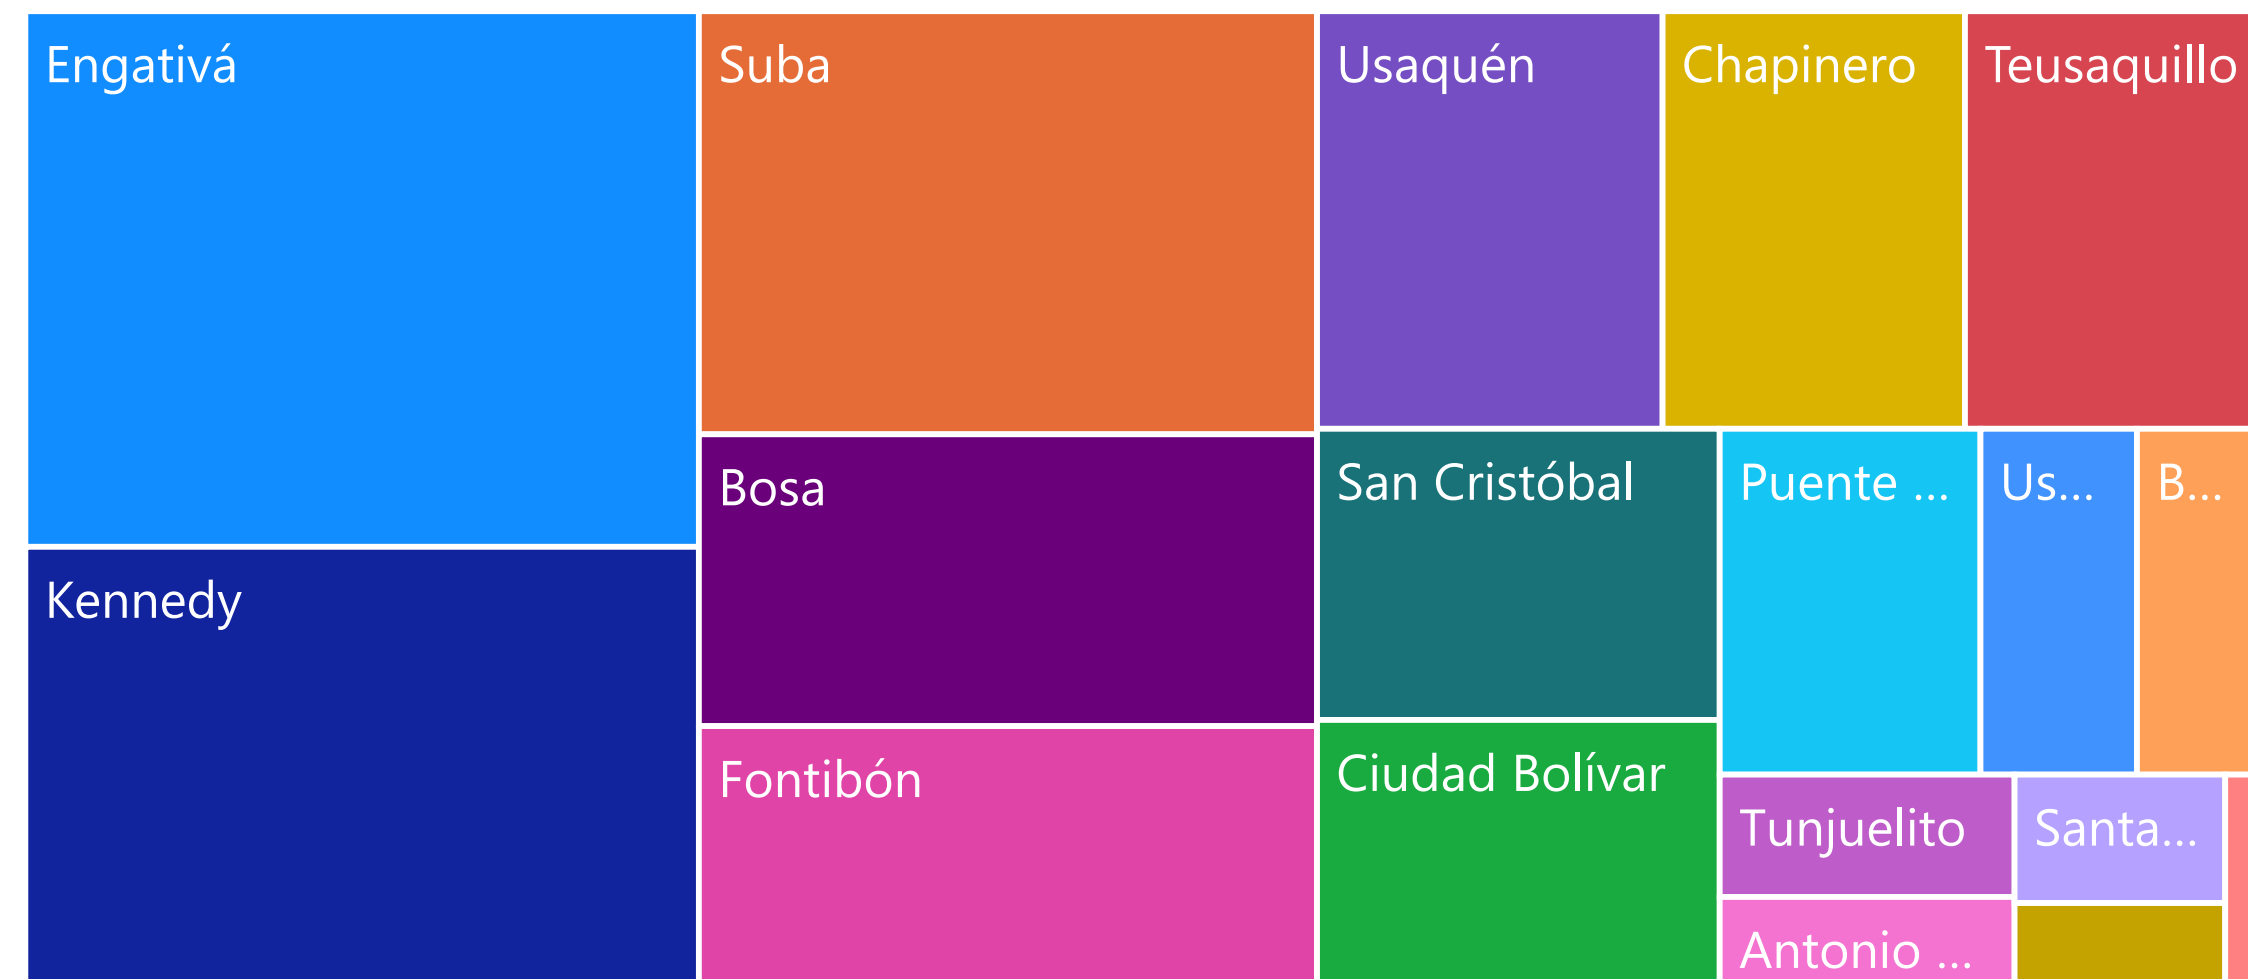 Engativá
Kennedy
Suba
Bosa
Fontibón
Usaquén
Chapinero
Teusaquillo
San Cristóbal
Ciudad Bolívar
Puente ...
Us...
B...
Tunjuelito
Santa...
Antonio ...